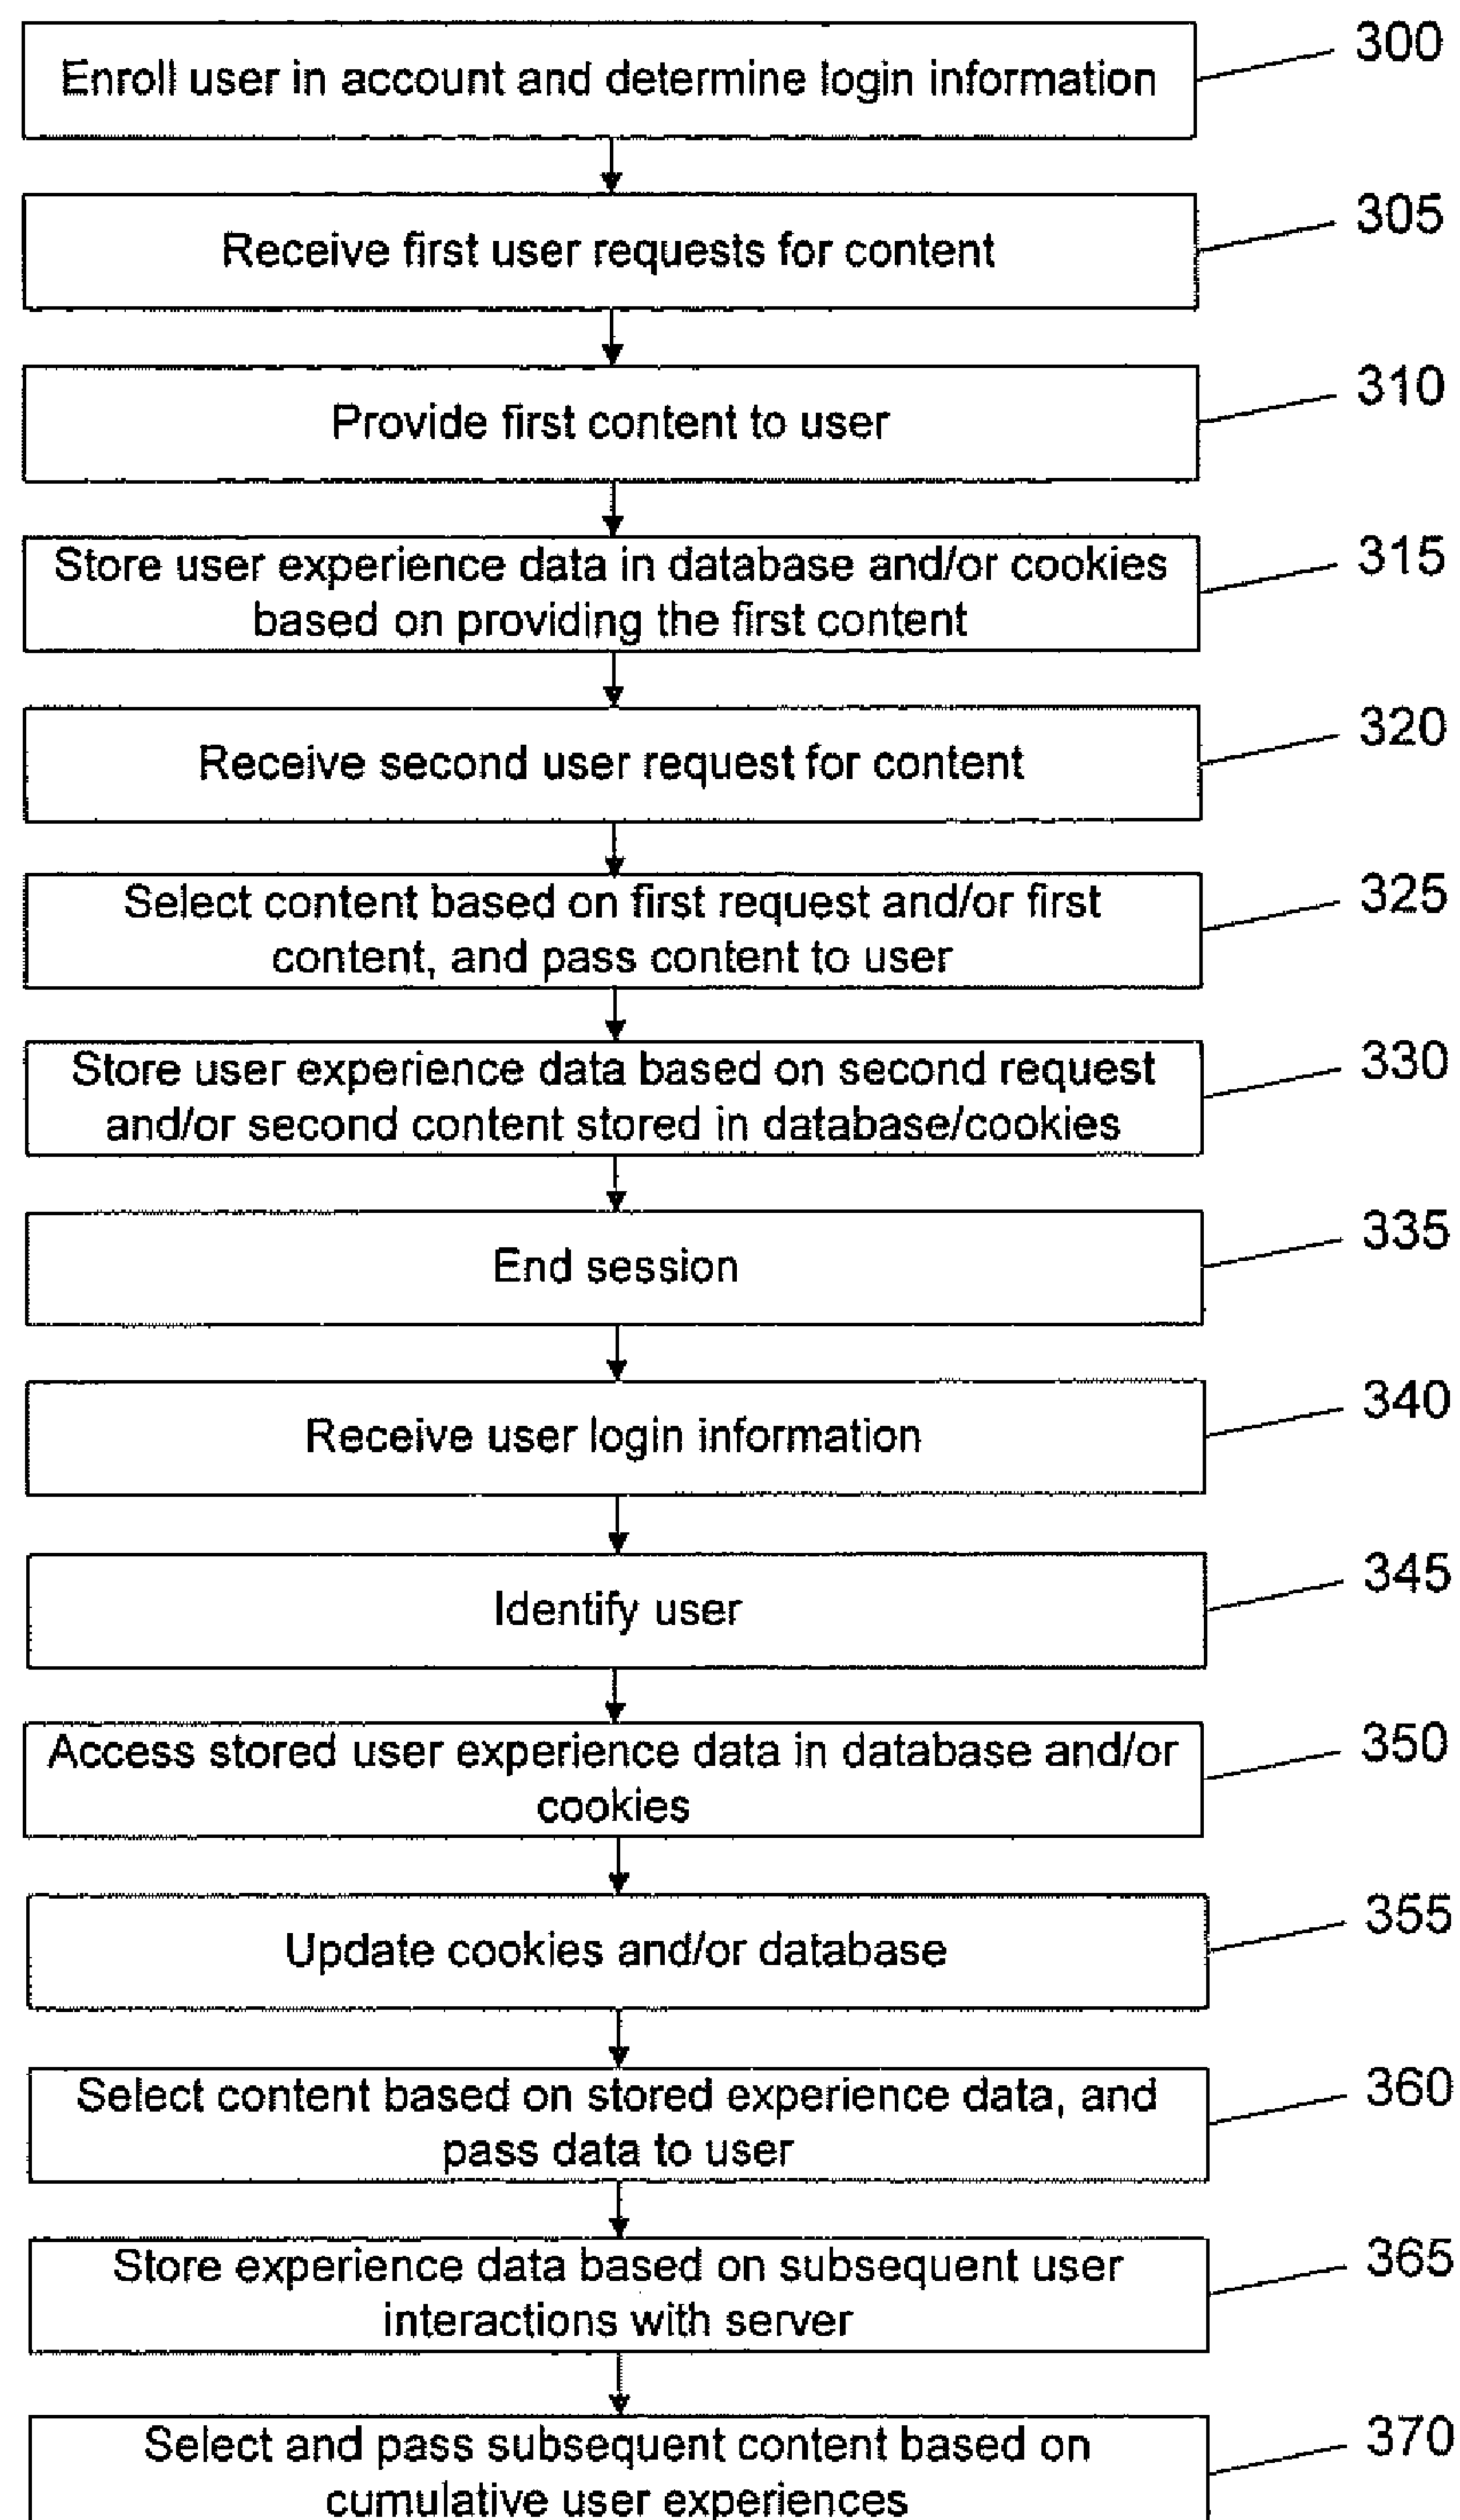 Enroll user in account and determine login information
300
Receive first user requests for content
305
Provide first content to user
310
Store user experience data in database and/or cookies
based on providing the first content
315
Receive second user request for content
320
Select content based on first request and/or first
content, and pass content to user
325
Store user experience data based on second request
and/or second content stored in database/cookies
330
End session
335
Receive user login information
340
Identify user
345
Access stored user experience data in database and/or
cookies
350
Update cookies and/or database
355
Select content based on stored experience data, and
pass data to user
360
Store experience data based on subsequent user
interactions with server
365
Select and pass subsequent content based on
cumulative user experiences
370